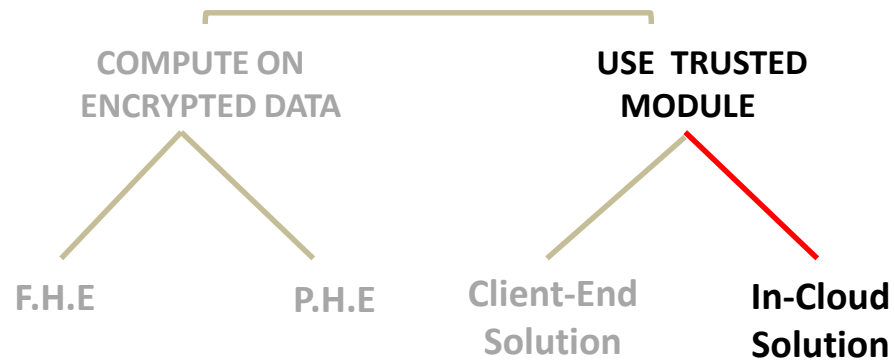 COMPUTE ON
ENCRYPTED DATA
USE TRUSTED
MODULE
F.H.E
P.H.E
Client-End
Solution
In-Cloud
Solution